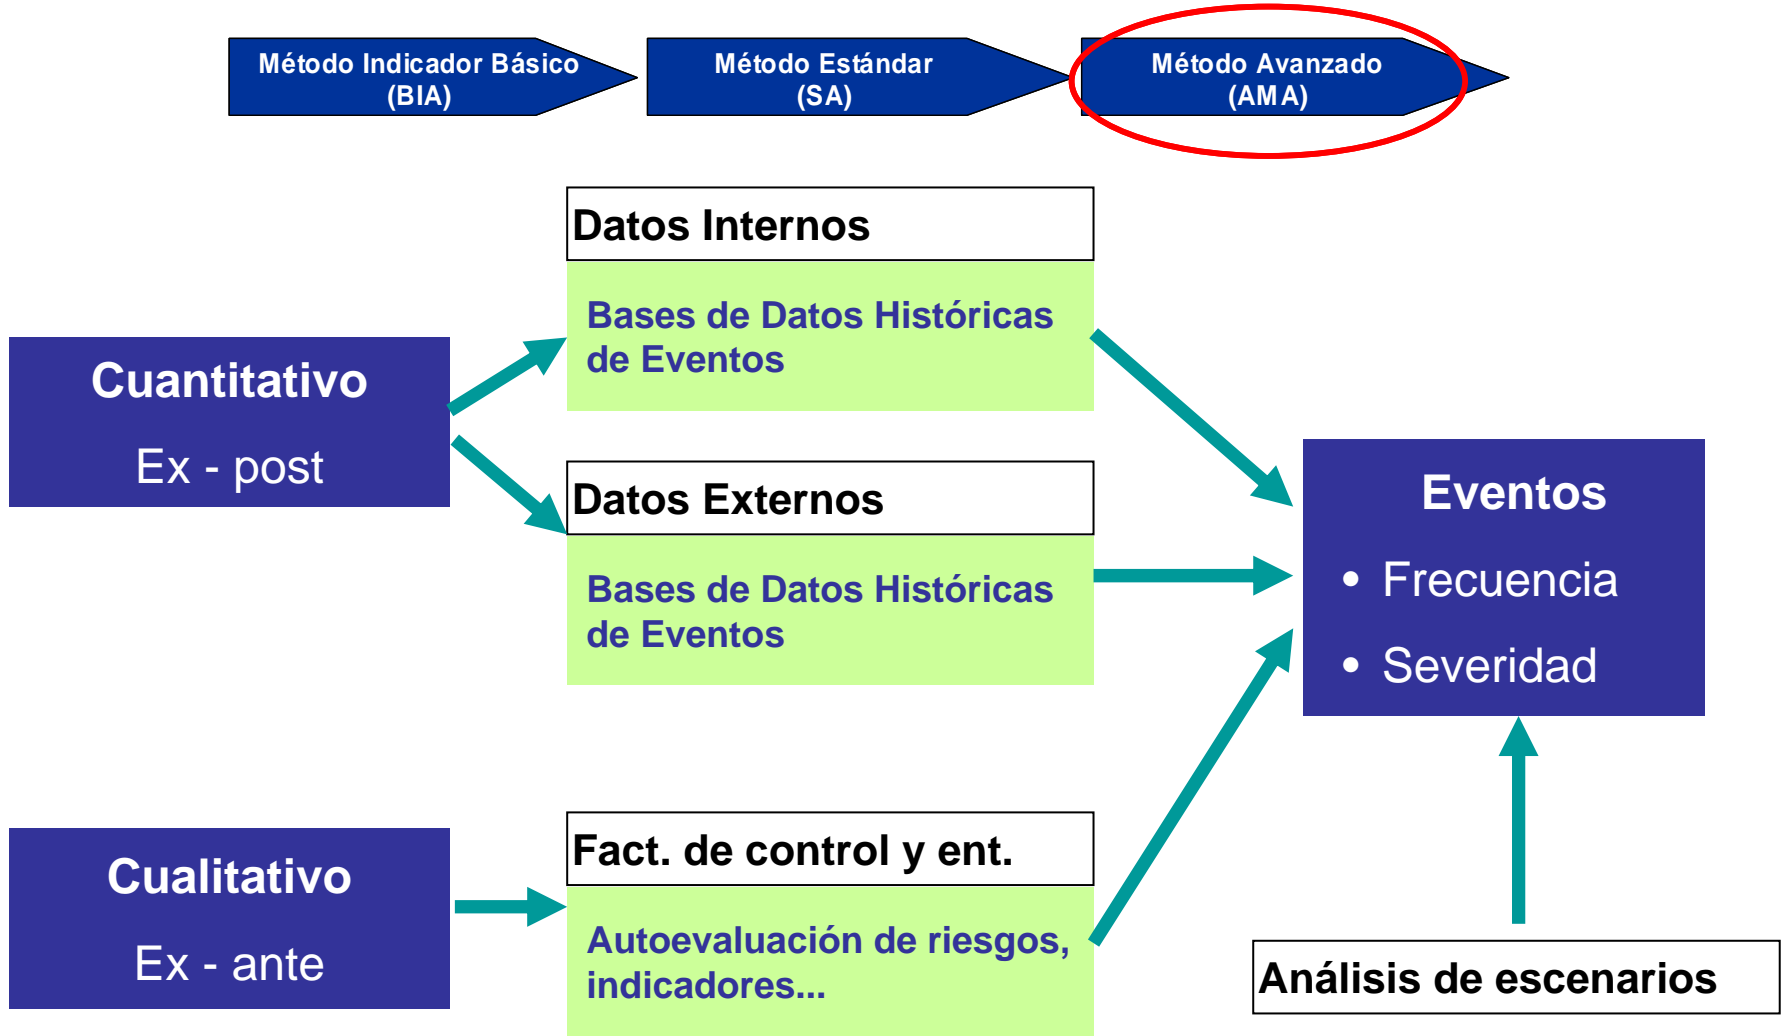 Método Indicador Básico
(BIA)
Método Estándar
(SA)
Método Avanzado
(AMA)
Datos Internos
Bases de Datos Históricas
de Eventos
Cuantitativo
Ex - post
Datos Externos
Bases de Datos Históricas
de Eventos
Eventos
• Frecuencia
• Severidad
Cualitativo
Ex - ante
Fact. de control y ent.
Autoevaluación de riesgos,
indicadores...
Análisis de escenarios